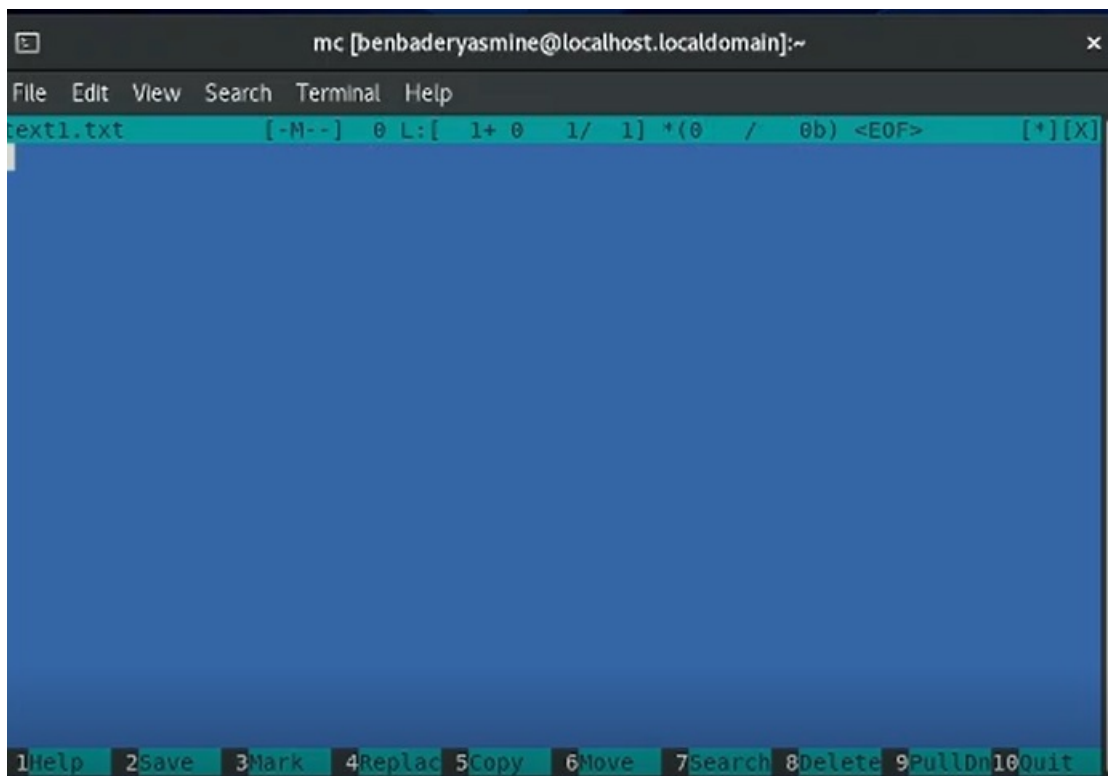 mc [benbaderyasmine@localhost.localdomain]:~ ×
File Edit View Search Terminal Help
text1.txt [-M--] 0 L:[ 1+ 0 1/ 1] *(0 / 0b) <EOF> [*][X]
1Help 2Save 3Mark 4Replac 5Copy 6Move 7Search 8Delete 9PullDn 10Quit